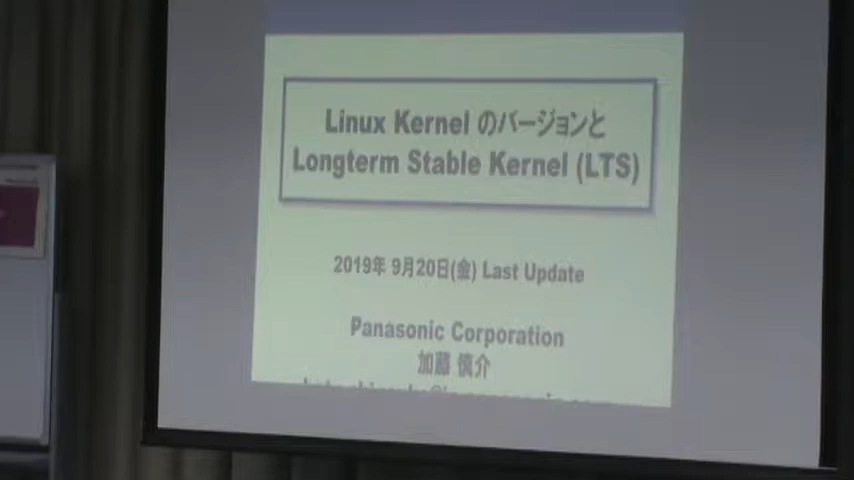 Linux Kernel のバージョンと
Longterm Stable Kernel (LTS)
2019年 9月20日(金) Last Update
Panasonic Corporation
加藤 慎介